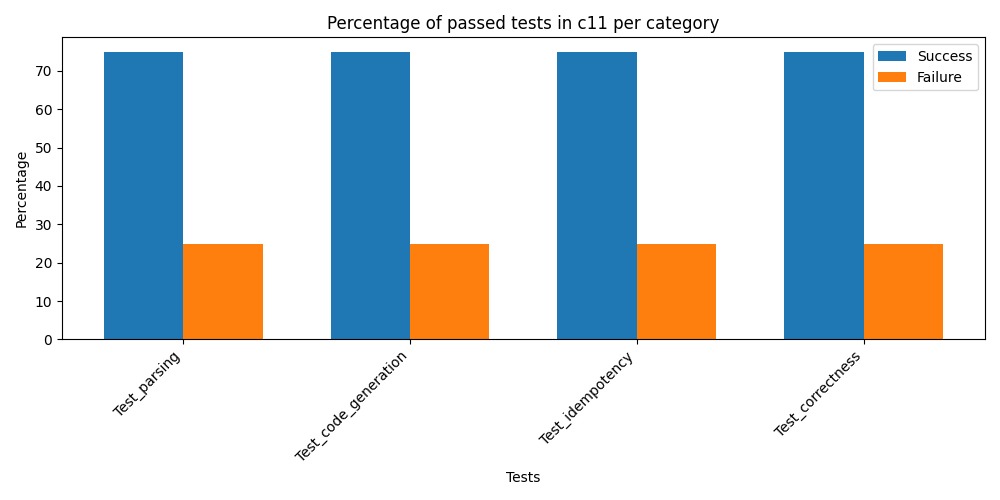 Percentage of passed tests in c11 per category
Success
Failure
Percentage
70
60
50
40
30
20
10
0
Test_parsing
Test_code_generation
Test_idempotency
Test_correctness
Tests